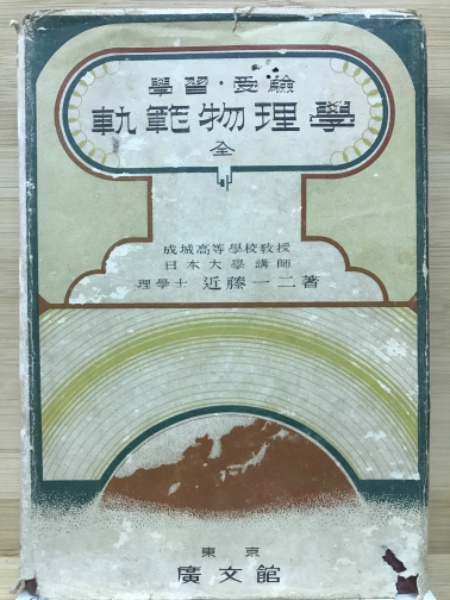 學習・受驗
軌範物理學
全
成城高等學校教授
日本大學講師
理學士 近藤一二著
東京
廣文館